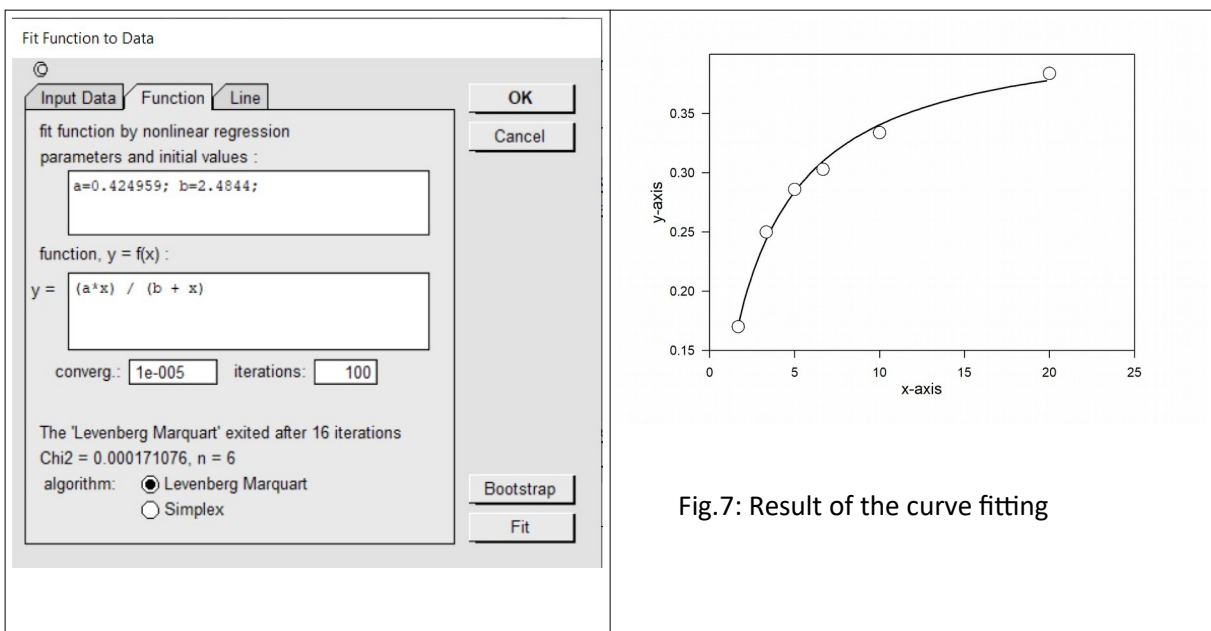 Fit Function to Data
©
Input Data Function Line
OK
Cancel
fit function by nonlinear regression
parameters and initial values :
a=0.424959; b=2.4844;
function, y = f(x) :
y = (a*x) / (b + x)
converg.: 1e-005 iterations: 100
The 'Levenberg Marquart' exited after 16 iterations
Chi2 = 0.000171076, n = 6
algorithm: Levenberg Marquart
Simplex
Bootstrap
Fit
0.35
0.30
0.25
0.20
0.15
y-axis
0 5 10 15 20 25
x-axis
Fig.7: Result of the curve fitting